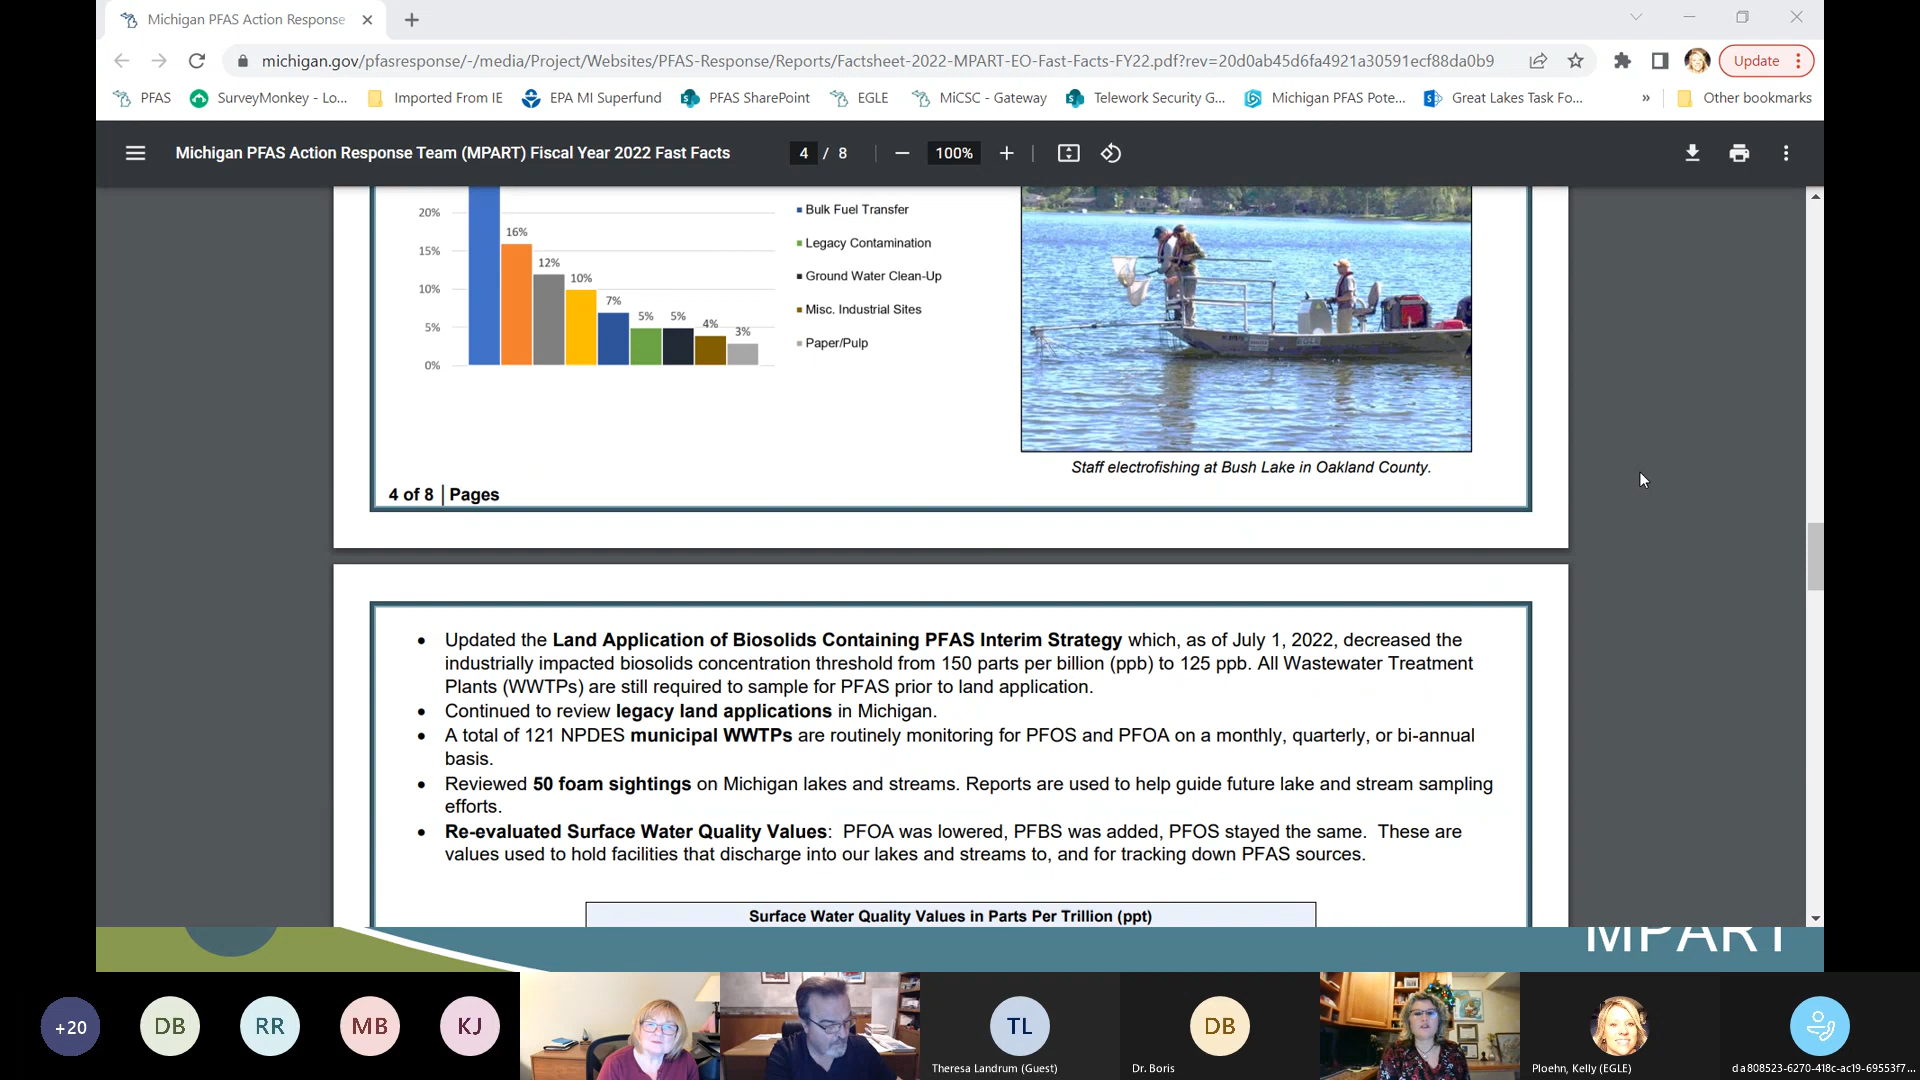 Michigan PFAS Action Response
michigan.gov/pfasresponse/-/media/Project/Websites/PFAS-Response/Reports/Factsheet-2022-MPART-EO-Fast-Facts-FY22.pdf?rev=20d0ab45d6fa4921a30591ecf88da0b9
Update
PFAS
SurveyMonkey - Lo...
Imported From IE
EPA MI Superfund
PFAS SharePoint
EGLE
MiCSC - Gateway
Telework Security G...
Michigan PFAS Pote...
Great Lakes Task Fo...
»
Other bookmarks
Michigan PFAS Action Response Team (MPART) Fiscal Year 2022 Fast Facts
4 / 8
100%
20%
15%
10%
5%
0%
16%
12%
10%
7%
5%
5%
4%
3%
Bulk Fuel Transfer
Legacy Contamination
Ground Water Clean-Up
Misc. Industrial Sites
Paper/Pulp
Staff electrofishing at Bush Lake in Oakland County.
4 of 8 | Pages
• Updated the Land Application of Biosolids Containing PFAS Interim Strategy which, as of July 1, 2022, decreased the
industrially impacted biosolids concentration threshold from 150 parts per billion (ppb) to 125 ppb. All Wastewater Treatment
Plants (WWTPs) are still required to sample for PFAS prior to land application.
• Continued to review legacy land applications in Michigan.
• A total of 121 NPDES municipal WWTPs are routinely monitoring for PFOS and PFOA on a monthly, quarterly, or bi-annual
basis.
• Reviewed 50 foam sightings on Michigan lakes and streams. Reports are used to help guide future lake and stream sampling
efforts.
• Re-evaluated Surface Water Quality Values: PFOA was lowered, PFBS was added, PFOS stayed the same. These are
values used to hold facilities that discharge into our lakes and streams to, and for tracking down PFAS sources.
Surface Water Quality Values in Parts Per Trillion (ppt)
MPART
+20
DB
RR
MB
KJ
TL
Theresa Landrum (Guest)
DB
Dr. Boris
Ploehn, Kelly (EGLE)
da808523-6270-418c-ac19-69553f7...